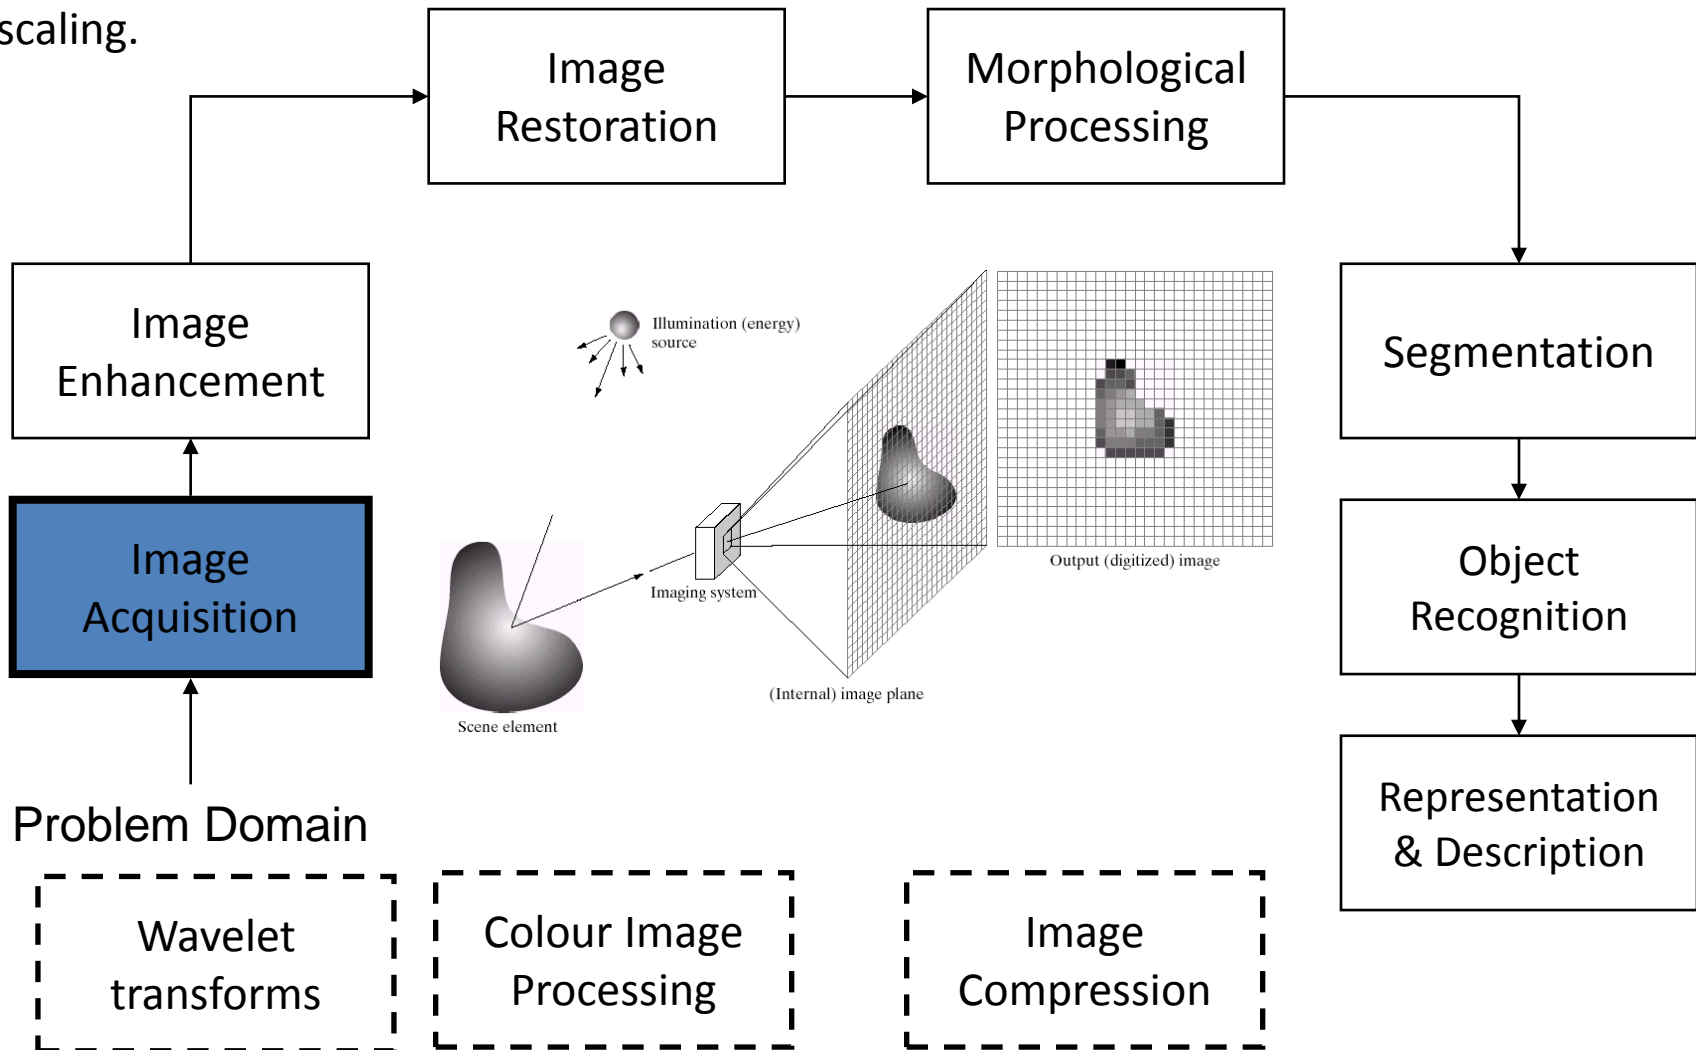 scaling.
Image
Restoration
Morphological
Processing
Image
Enhancement
Illumination (energy)
source
Segmentation
Image
Acquisition
Imaging system
Output (digitized) image
Object
Recognition
(Internal) image plane
Scene element
Problem Domain
Representation
& Description
Wavelet
transforms
Colour Image
Processing
Image
Compression